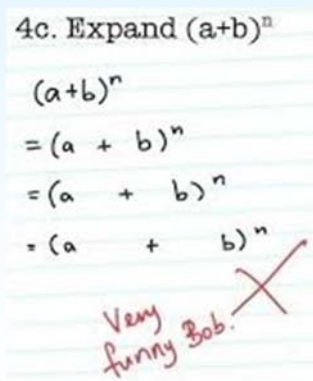 4c. Expand (a+b)ⁿ
(a+b)ⁿ
= (a + b)ⁿ
= (a + b)ⁿ
= (a + b)ⁿ
Very
funny Bob.